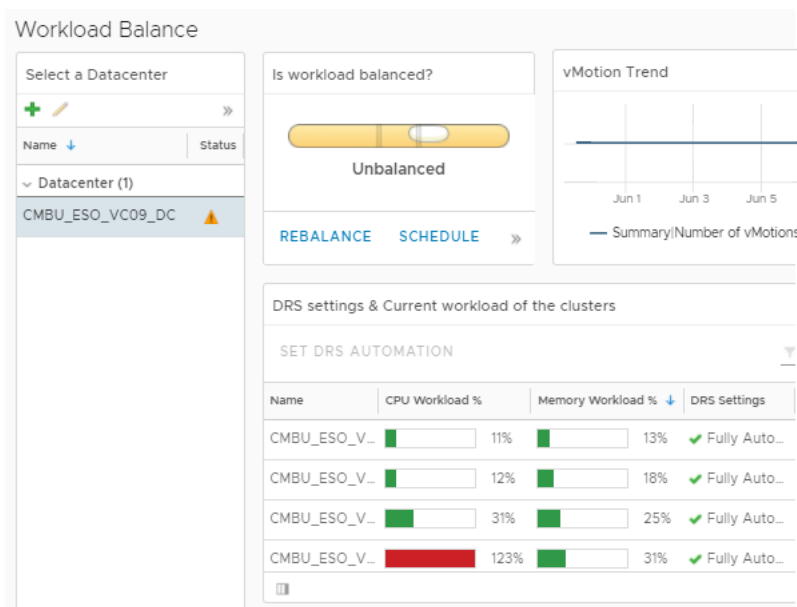 Workload Balance
Select a Datacenter
Name
Status
Datacenter (1)
CMBU_ESO_VC09_DC
Is workload balanced?
Unbalanced
REBALANCE SCHEDULE
vMotion Trend
Jun 1 Jun 3 Jun 5
Summary|Number of vMotions
DRS settings & Current workload of the clusters
SET DRS AUTOMATION
Name CPU Workload % Memory Workload % DRS Settings
CMBU_ESO_V... 11% 13% Fully Auto...
CMBU_ESO_V... 12% 18% Fully Auto...
CMBU_ESO_V... 31% 25% Fully Auto...
CMBU_ESO_V... 123% 31% Fully Auto...